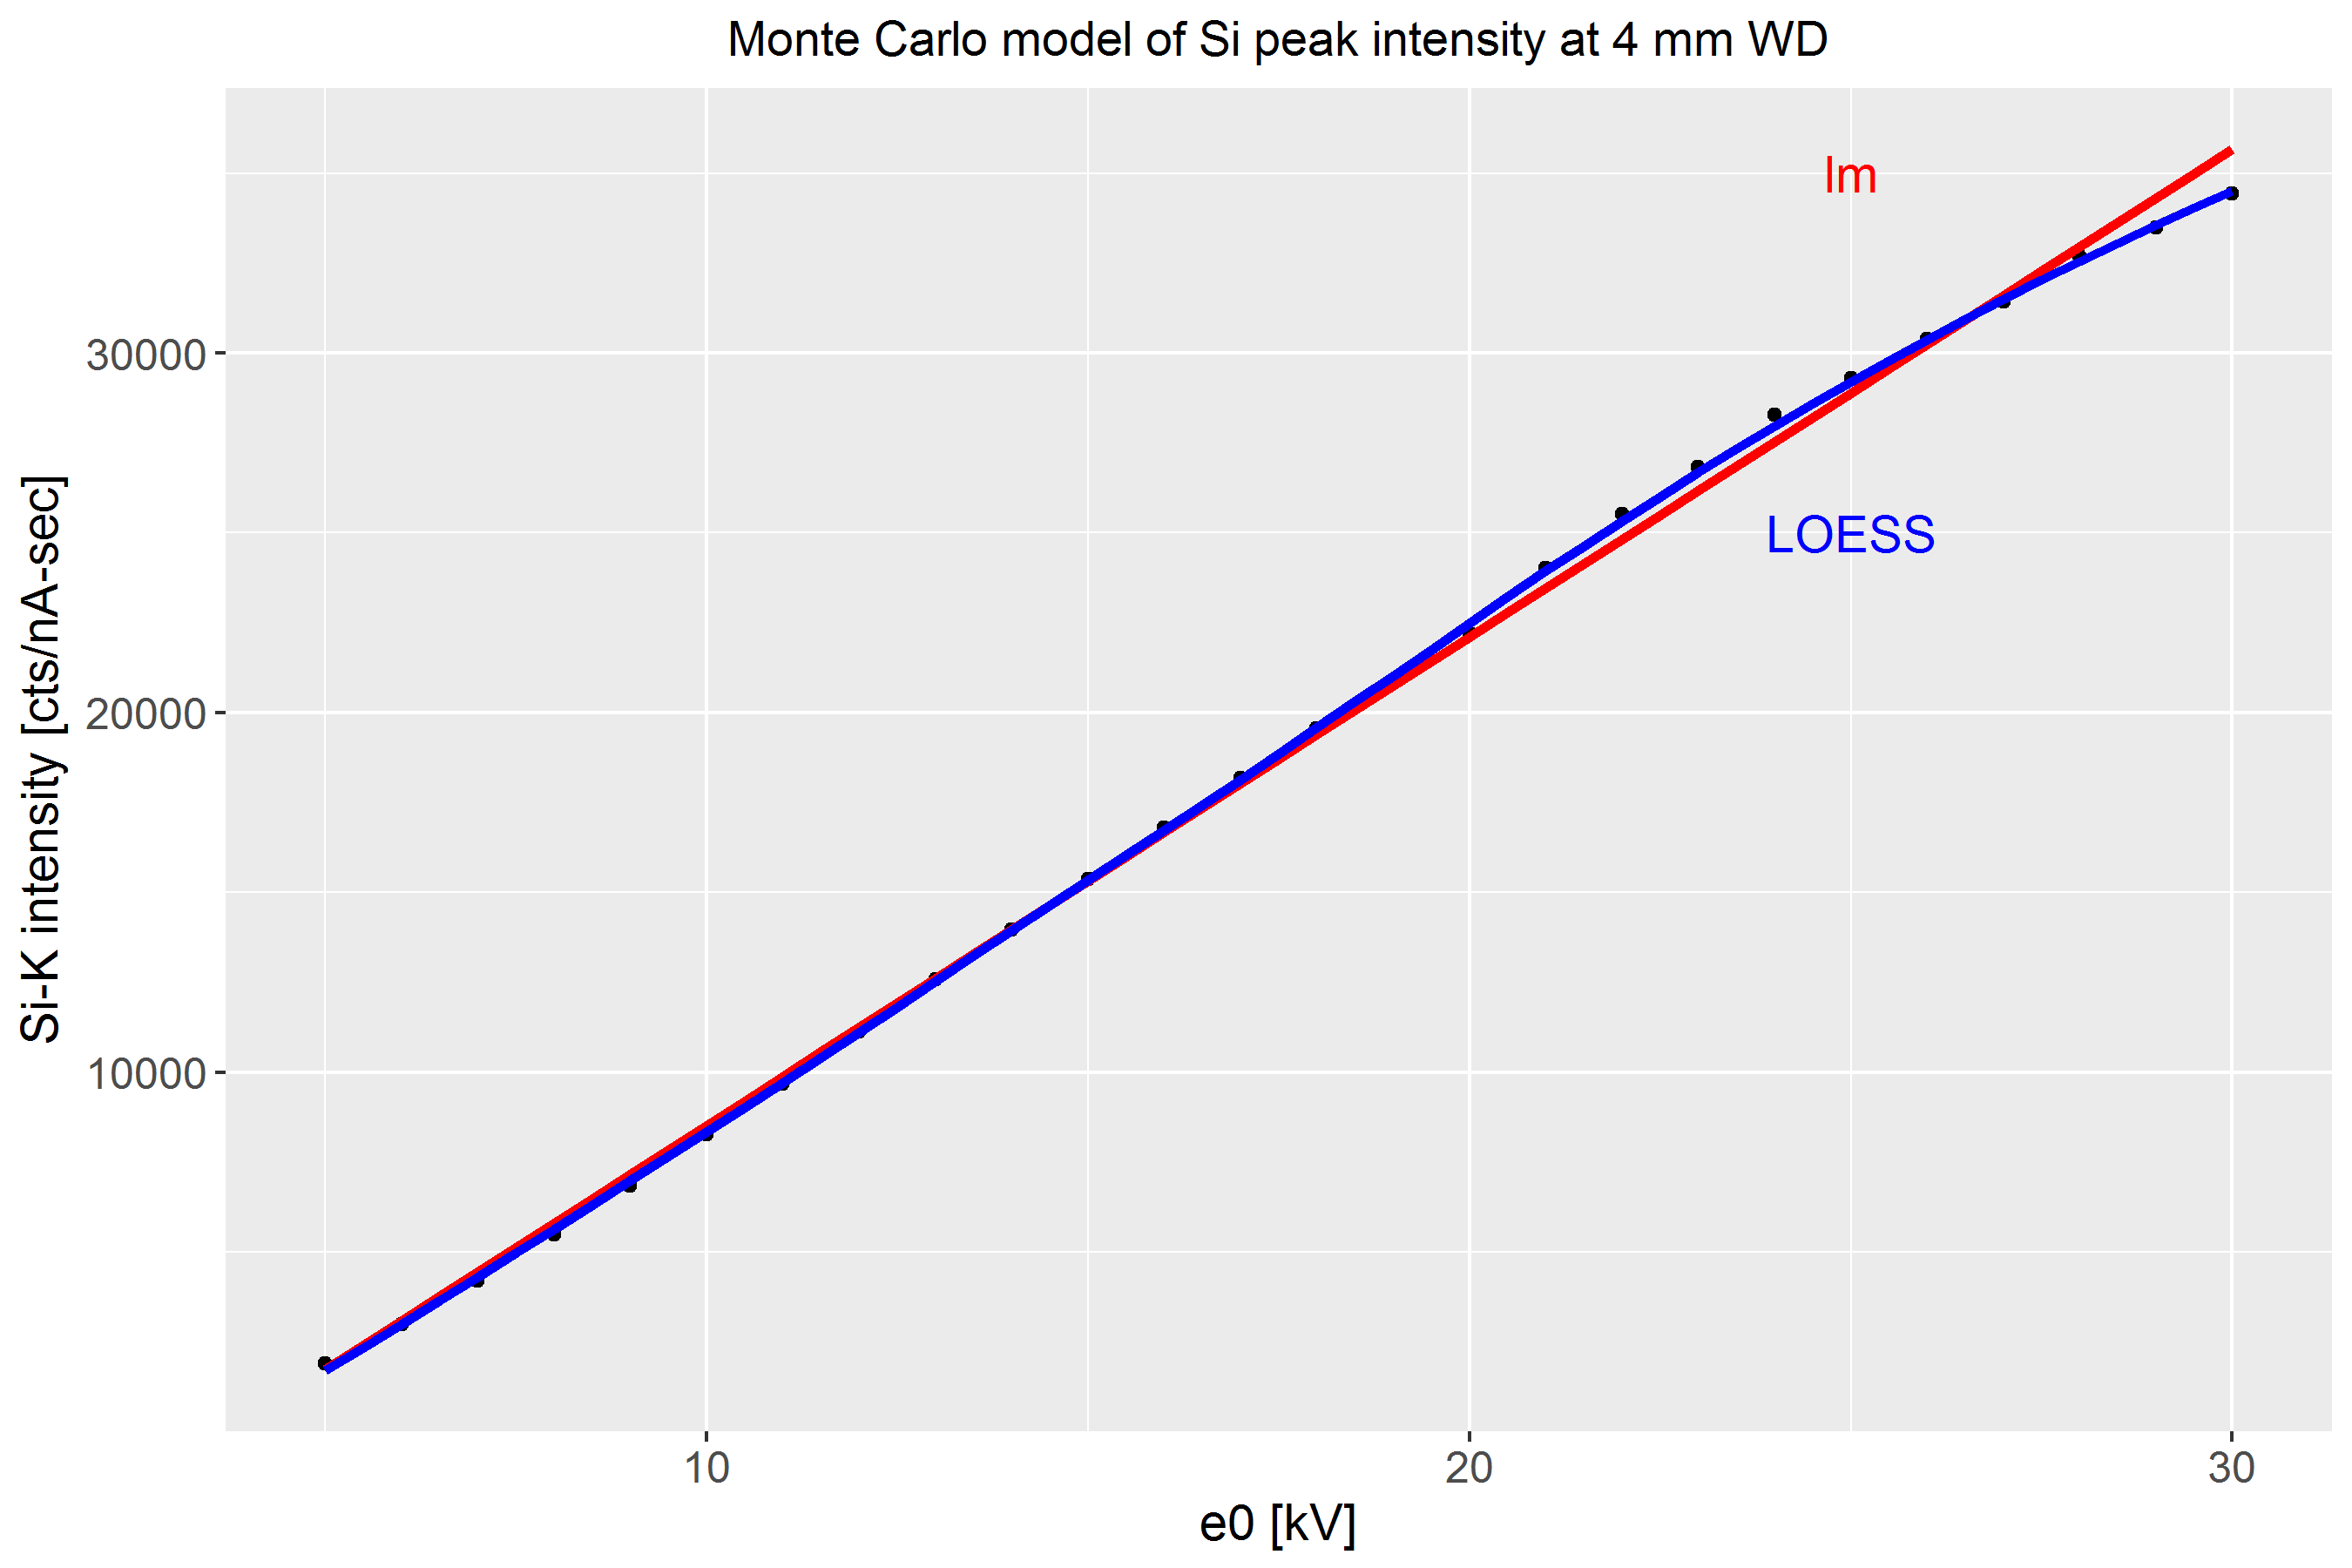 Monte Carlo model of Si peak intensity at 4 mm WD
lm
LOESS
Si-K intensity [cts/nA-sec]
30000
20000
10000
10
20
30
e0 [kV]